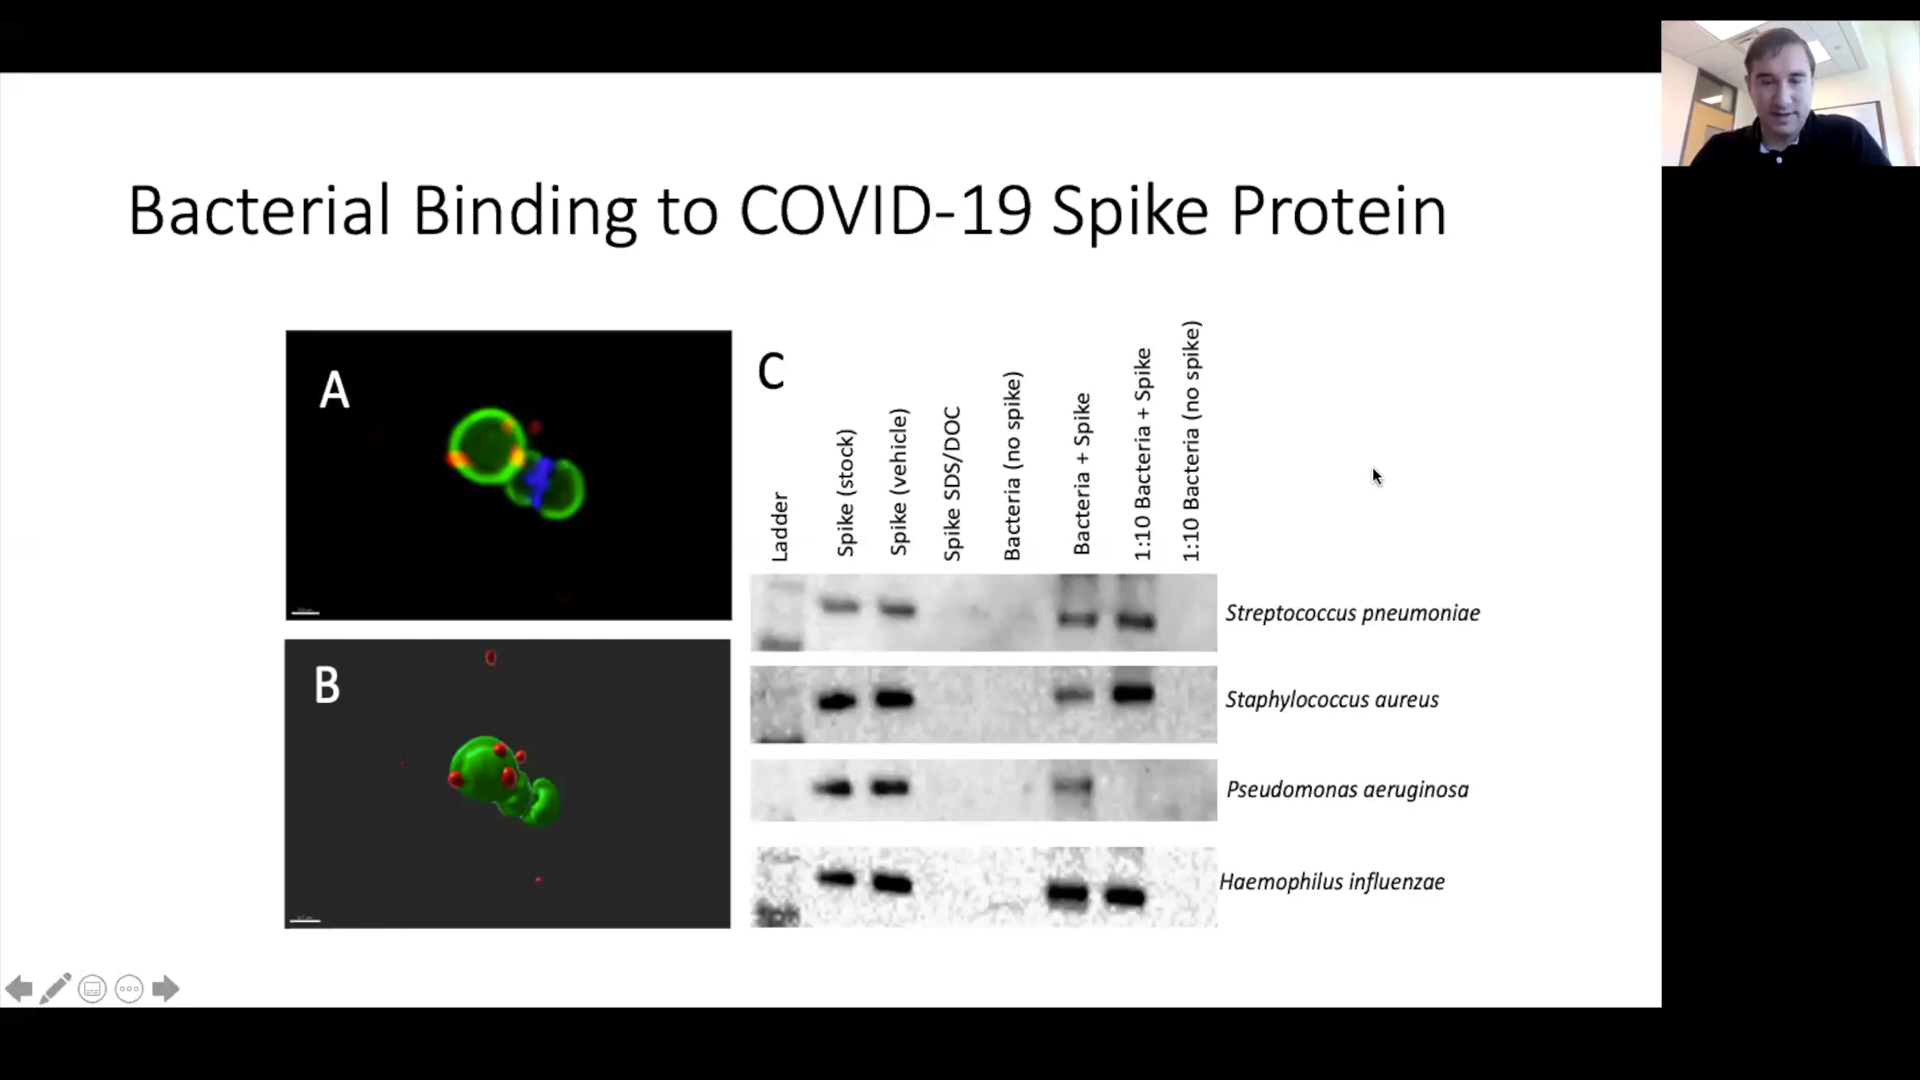 Bacterial Binding to COVID-19 Spike Protein
A
B
C
Ladder
Spike (stock)
Spike (vehicle)
Spike SDS/DOC
Bacteria (no spike)
Bacteria + Spike
1:10 Bacteria + Spike
1:10 Bacteria (no spike)
Streptococcus pneumoniae
Staphylococcus aureus
Pseudomonas aeruginosa
Haemophilus influenzae